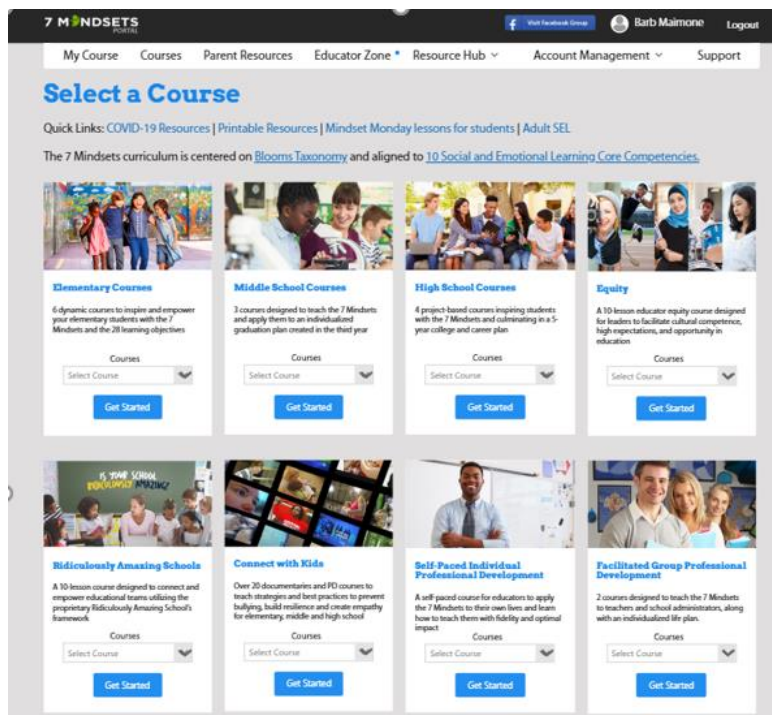 7 MINDSETS
PORTAL
Visit Facebook Group
Barb Maimone
Logout
My Course Courses Parent Resources Educator Zone Resource Hub Account Management Support
Select a Course
Quick Links: COVID-19 Resources | Printable Resources | Mindset Monday lessons for students | Adult SEL
The 7 Mindsets curriculum is centered on Blooms Taxonomy and aligned to 10 Social and Emotional Learning Core Competencies.
Elementary Courses
6 dynamic courses to inspire and empower
your elementary students with the 7
Mindsets and the 28 learning objectives
Courses
Select Course
Get Started
Middle School Courses
3 courses designed to teach the 7 Mindsets
and apply them to an individualized
graduation plan created in the third year
Courses
Select Course
Get Started
High School Courses
4 project-based courses inspiring students
with the 7 Mindsets and culminating in a 5-
year college and career plan
Courses
Select Course
Get Started
Equity
A 10-lesson educator equity course designed
for leaders to facilitate cultural competence,
high expectations, and opportunity in
education
Courses
Select Course
Get Started
IS YOUR SCHOOL
RIDICULOUSLY AMAZING?
Ridiculously Amazing Schools
A 10-lesson course designed to connect and
empower educational teams utilizing the
proprietary Ridiculously Amazing School's
framework
Courses
Select Course
Get Started
Connect with Kids
Over 20 documentaries and PD courses to
teach strategies and best practices to prevent
bullying, build resilience and create empathy
for elementary, middle and high school
Courses
Select Course
Get Started
Self-Paced Individual
Professional Development
A self-paced course for educators to apply
the 7 Mindsets to their own lives and learn
how to teach them with fidelity and optimal
impact
Courses
Select Course
Get Started
Facilitated Group Professional
Development
2 courses designed to teach the 7 Mindsets
to teachers and school administrators, along
with an individualized life plan.
Courses
Select Course
Get Started